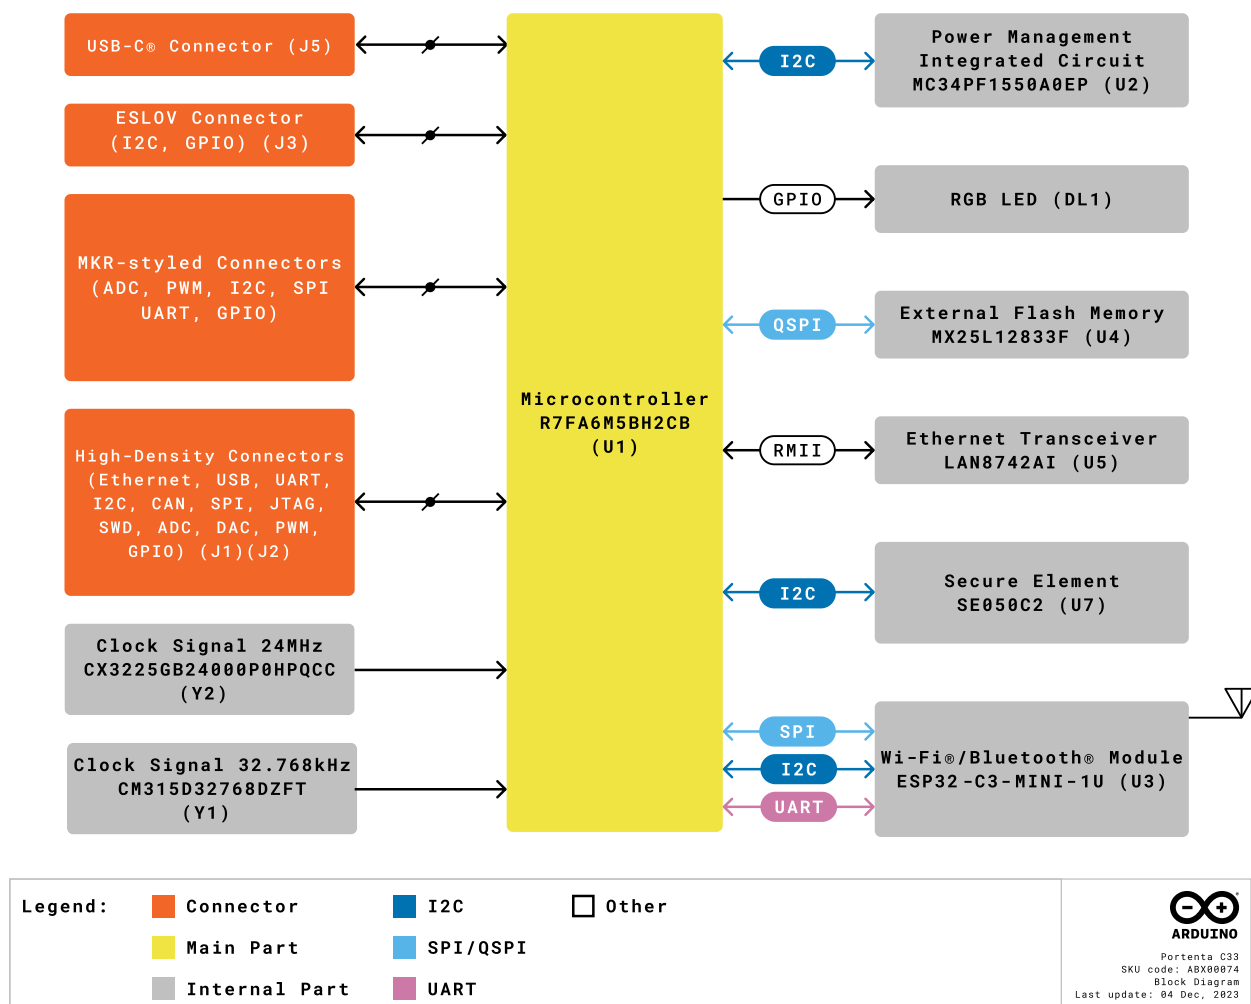 USB-C® Connector (J5)
ESLOV Connector
(I2C, GPIO) (J3)
MKR-styled Connectors
(ADC, PWM, I2C, SPI
UART, GPIO)
High-Density Connectors
(Ethernet, USB, UART,
I2C, CAN, SPI, JTAG,
SWD, ADC, DAC, PWM,
GPIO) (J1)(J2)
Clock Signal 24MHz
CX3225GB24000P0HPQCC
(Y2)
Clock Signal 32.768kHz
CM315D32768DZFT
(Y1)
Microcontroller
R7FA6M5BH2CB
(U1)
I2C
Power Management
Integrated Circuit
MC34PF1550A0EP (U2)
GPIO
RGB LED (DL1)
QSPI
External Flash Memory
MX25L12833F (U4)
RMII
Ethernet Transceiver
LAN8742AI (U5)
I2C
Secure Element
SE050C2 (U7)
SPI
I2C
UART
Wi-Fi®/Bluetooth® Module
ESP32-C3-MINI-1U (U3)
Legend:
Connector
Main Part
Internal Part
I2C
SPI/QSPI
UART
Other
ARDUINO
Portenta C33
SKU code: ABX00074
Block Diagram
Last update: 04 Dec, 2023